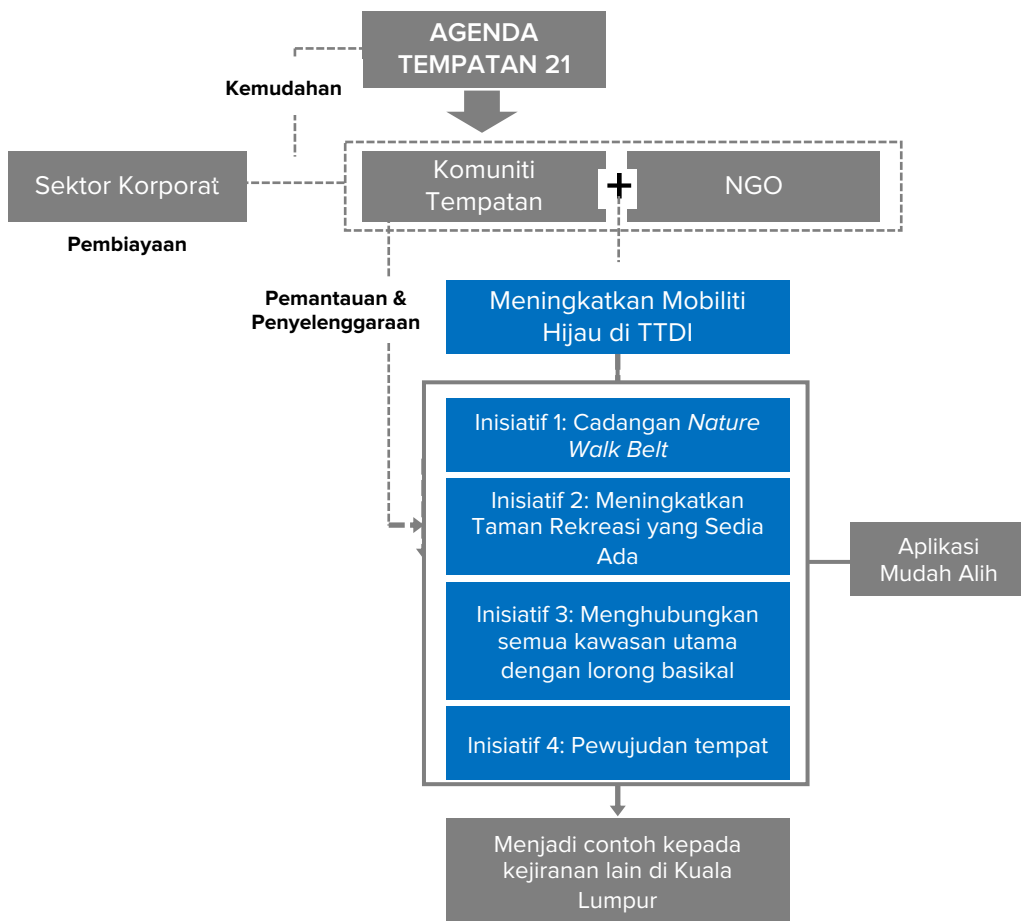 AGENDA
TEMPATAN 21
Kemudahan
Sektor Korporat
Komuniti
Tempatan
+
NGO
Pembiayaan
Pemantauan &
Penyelenggaraan
Meningkatkan Mobiliti
Hijau di TTDI
Inisiatif 1: Cadangan Nature
Walk Belt
Inisiatif 2: Meningkatkan
Taman Rekreasi yang Sedia
Ada
Aplikasi
Mudah Alih
Inisiatif 3: Menghubungkan
semua kawasan utama
dengan lorong basikal
Inisiatif 4: Pewujudan tempat
Menjadi contoh kepada
kejiranan lain di Kuala
Lumpur